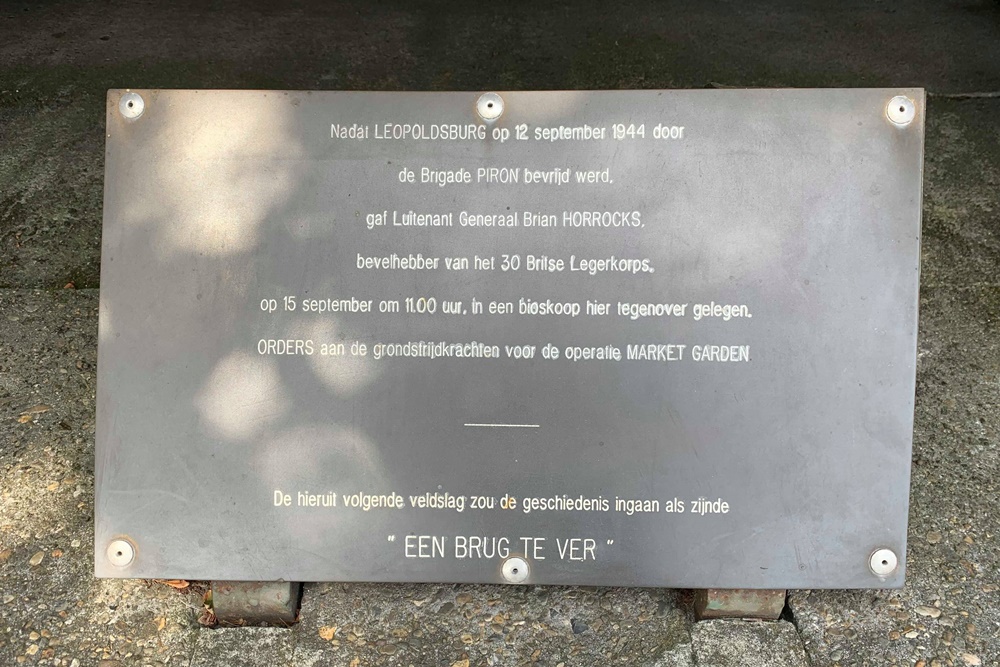 Nadat LEOPOLDSBURG op 12 september 1944 door
de Brigade PIRON bevrijd werd,
gaf Luitenant Generaal Brian HORROCKS,
bevelhebber van het 30 Britse Legerkorps,
op 15 september om 11.00 uur, in een bioskoop hier tegenover gelegen,
ORDERS aan de grondstrijdkrachten voor de operatie MARKET GARDEN
De hieruit volgende veldslag zou de geschiedenis ingaan als zijnde
" EEN BRUG TE VER "